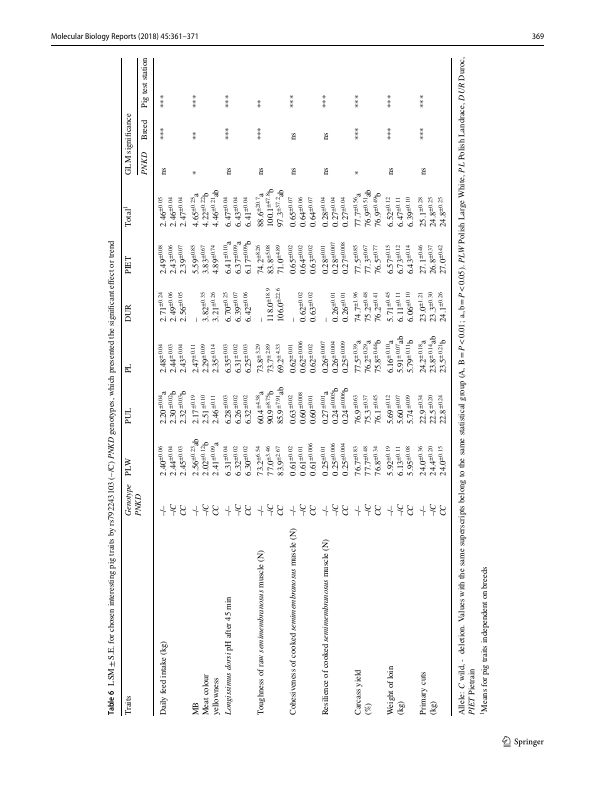 Molecular Biology Reports (2018) 45:361–371 369
Table 6 LSM ± S.E. for chosen interesting pig traits by rs792243103 (−/C) PNKD genotypes, which presented the significant effect or trend
Traits Genotype PNKD PLW PUL PL DUR PET Total¹ GLM significance
PNKD Breed Pig test station
Daily feed intake (kg) −/− 2.40±0.06 2.20±0.04a 2.48±0.04 2.71±0.24 2.49±0.08 2.46±0.05 ns *** ***
−/C 2.44±0.04 2.30±0.02b 2.44±0.03 2.49±0.06 2.43±0.06 2.46±0.04
CC 2.45±0.03 2.32±0.03b 2.43±0.04 2.56±0.05 2.39±0.07 2.47±0.04
MB −/− 2.56±0.23ab 2.17±0.19 2.47±0.11 – 5.59±0.85 4.65±0.25a * ** ***
Meat colour −/C 2.02±0.12b 2.51±0.10 2.29±0.09 3.82±0.35 3.83±0.67 4.22±0.22b
yellowness CC 2.41±0.09a 2.46±0.11 2.35±0.14 3.21±0.26 4.89±0.74 4.46±0.21ab
Longissimus dorsi pH after 45 min −/− 6.31±0.04 6.28±0.03 6.35±0.03 6.70±0.25 6.41±0.10a 6.47±0.04 ns *** ***
−/C 6.32±0.02 6.26±0.02 6.31±0.02 6.39±0.07 6.37±0.09a 6.43±0.04
CC 6.30±0.02 6.32±0.02 6.25±0.03 6.42±0.06 6.17±0.09b 6.41±0.04
Toughness of raw semimembranosus muscle (N) −/− 73.2±6.54 60.4±4.58a 73.8±3.29 – 74.2±8.26 88.6±20.7a ns *** **
−/C 77.0±3.46 90.9±8.25b 73.7±2.89 118.0±18.9 83.8±5.08 100.1±47.8b
CC 83.9±2.67 85.9±7.91ab 69.2±4.33 106.0±22.6 71.0±4.89 97.3±37.2ab
Cohesiveness of cooked semimembranosus muscle (N) −/− 0.61±0.02 0.63±0.02 0.62±0.01 – 0.65±0.02 0.65±0.07 ns ns ***
−/C 0.61±0.01 0.60±0.008 0.62±0.006 0.62±0.02 0.66±0.02 0.64±0.06
CC 0.61±0.006 0.60±0.01 0.62±0.02 0.63±0.02 0.63±0.02 0.64±0.07
Resilience of cooked semimembranosus muscle (N) −/− 0.25±0.01 0.27±0.01a 0.26±0.007 – 0.28±0.01 0.28±0.04 ns ns ***
−/C 0.25±0.006 0.24±0.005b 0.26±0.004 0.26±0.01 0.28±0.007 0.27±0.04
CC 0.25±0.004 0.24±0.006b 0.25±0.009 0.26±0.01 0.27±0.008 0.27±0.04
Carcass yield −/− 76.7±0.83 76.9±0.63 77.5±0.39a 74.7±1.96 77.5±0.85 77.7±0.56a * *** ***
(%) −/C 77.7±0.48 75.3±0.37 76.2±0.29a 75.2±0.48 77.3±0.67 76.9±0.51ab
CC 76.8±0.34 76.1±0.45 75.8±0.44b 76.2±0.41 76.5±0.77 76.9±0.49b
Weight of loin −/− 5.92±0.19 5.69±0.12 6.16±0.10a 5.71±0.45 6.57±0.15 6.52±0.12 ns *** ***
(kg) −/C 6.13±0.11 5.60±0.07 5.91±0.07ab 6.11±0.11 6.73±0.12 6.47±0.11
CC 5.95±0.08 5.74±0.09 5.79±0.11b 6.06±0.10 6.43±0.14 6.39±0.10
Primary cuts −/− 24.0±0.36 22.9±0.34 24.2±0.18a 23.0±1.21 27.1±0.46 25.1±0.28 ns *** ***
(kg) −/C 24.4±0.20 22.5±0.20 23.8±0.14ab 23.3±0.30 26.8±0.37 24.8±0.25
CC 24.0±0.15 22.8±0.24 23.5±0.21b 24.1±0.26 27.0±0.42 24.8±0.25
Allele: C wild, – deletion. Values with the same superscripts belong to the same statistical group (A, B = P < 0.01; a, b = P < 0.05). PLW Polish Large White, PL Polish Landrace, DUR Duroc,
PIET Pietrain
¹Means for pig traits independent on breeds
Springer